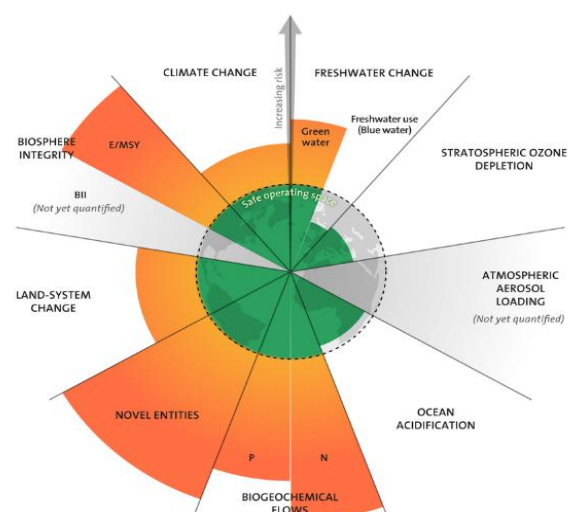 CLIMATE CHANGE
FRESHWATER CHANGE
Increasing risk
Freshwater use
(Blue water)
Green
water
BIOSPHERE
INTEGRITY
E/MSY
STRATOSPHERIC OZONE
DEPLETION
BII
(Not yet quantified)
Safe operating space
LAND-SYSTEM
CHANGE
ATMOSPHERIC
AEROSOL
LOADING
(Not yet quantified)
NOVEL ENTITIES
OCEAN
ACIDIFICATION
P
N
BIOGEOCHEMICAL
FLOWS